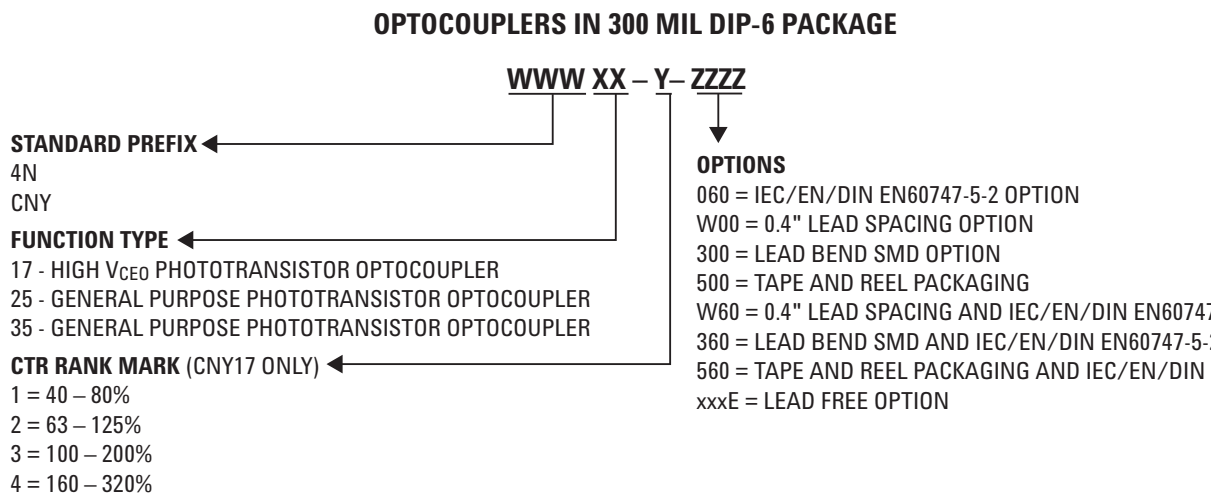 OPTOCOUPLERS IN 300 MIL DIP-6 PACKAGE
WWW XX – Y– ZZZZ
STANDARD PREFIX
4N
CNY
FUNCTION TYPE
17 - HIGH VCEO PHOTOTRANSISTOR OPTOCOUPLER
25 - GENERAL PURPOSE PHOTOTRANSISTOR OPTOCOUPLER
35 - GENERAL PURPOSE PHOTOTRANSISTOR OPTOCOUPLER
CTR RANK MARK (CNY17 ONLY)
1 = 40 – 80%
2 = 63 – 125%
3 = 100 – 200%
4 = 160 – 320%
OPTIONS
060 = IEC/EN/DIN EN60747-5-2 OPTION
W00 = 0.4" LEAD SPACING OPTION
300 = LEAD BEND SMD OPTION
500 = TAPE AND REEL PACKAGING
W60 = 0.4" LEAD SPACING AND IEC/EN/DIN EN6074
360 = LEAD BEND SMD AND IEC/EN/DIN EN60747-5-
560 = TAPE AND REEL PACKAGING AND IEC/EN/DIN
xxxE = LEAD FREE OPTION